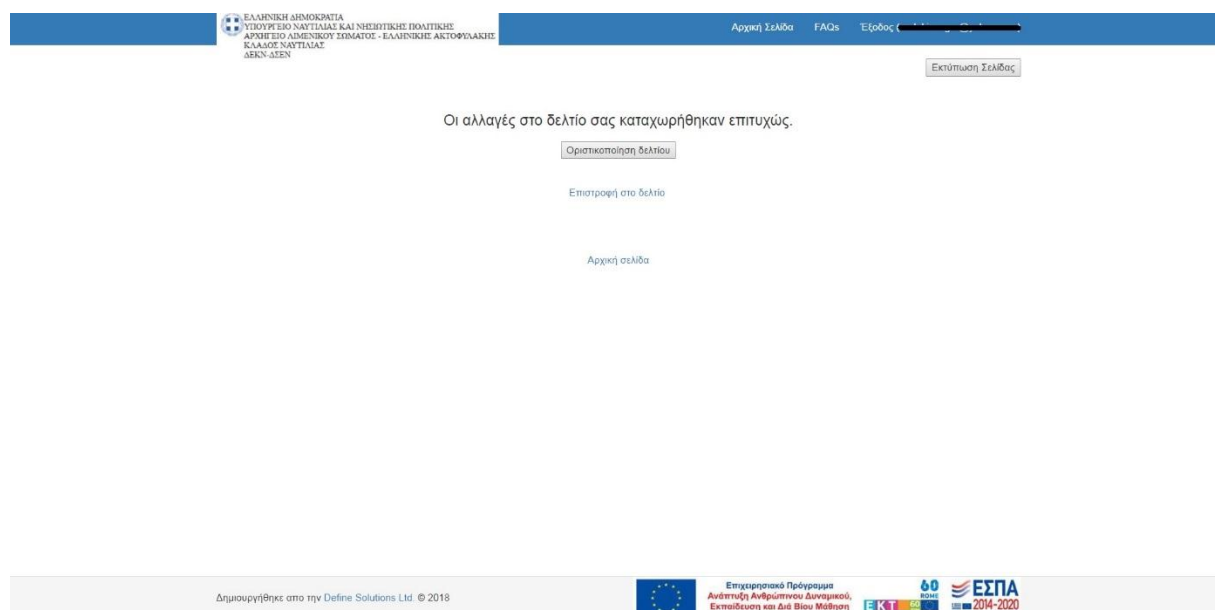 ΕΛΛΗΝΙΚΗ ΔΗΜΟΚΡΑΤΙΑ
ΥΠΟΥΡΓΕΙΟ ΝΑΥΤΙΛΙΑΣ ΚΑΙ ΝΗΣΙΩΤΙΚΗΣ ΠΟΛΙΤΙΚΗΣ
ΑΡΧΗΓΕΙΟ ΛΙΜΕΝΙΚΟΥ ΣΩΜΑΤΟΣ - ΕΛΛΗΝΙΚΗΣ ΑΚΤΟΦΥΛΑΚΗΣ
ΚΛΑΔΟΣ ΝΑΥΤΙΛΙΑΣ
ΔΕΚΝ-ΔΣΕΝ
Αρχική Σελίδα FAQs Έξοδος (
Εκτύπωση Σελίδας
Οι αλλαγές στο δελτίο σας καταχωρήθηκαν επιτυχώς.
Οριστικοποίηση δελτίου
Επιστροφή στο δελτίο
Αρχική σελίδα
Δημιουργήθηκε απο την Define Solutions Ltd. © 2018
Επιχειρησιακό Πρόγραμμα
Ανάπτυξη Ανθρώπινου Δυναμικού,
Εκπαίδευση και Διά Βίου Μάθηση
ΕΚΤ 60
60
ROME
ΕΣΠΑ
2014-2020